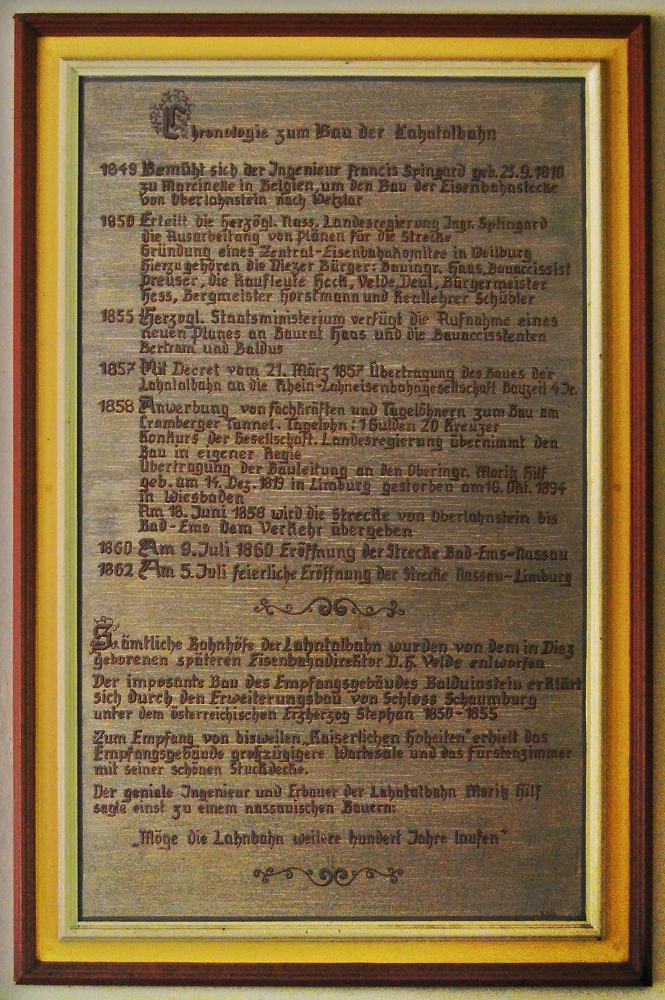 Chronologie zum Bau der Lahntalbahn
1849 Bemüht sich der Ingenieur Francis Spingard geb. 23.9.1810
zu Marcinelle in Belgien, um den Bau der Eisenbahnstecke
von Oberlahnstein nach Wetzlar
1850 Erteilt die Herzogl. Nass. Landesregierung Ingr. Splingard
die Ausarbeitung von Plänen für die Strecke
Gründung eines Zentral-Eisenbahnkomitee in Weilburg
hierzu gehören die Diezer Bürger: Bauingr. Haas, Bauaccissist
Preuser, die Kaufleute Heck, Velde, Deul, Bürgermeister
Hess, Bergmeister Horstmann und Reallehrer Schübler
1855 Herzogl. Staatsministerium verfügt die Aufnahme eines
neuen Planes an Baurat Haas und die Bauaccisstenten
Bertram und Baldus
1857 Mit Decret vom 21. März 1857 Übertragung des Baues der
Lahntalbahn an die Rhein-Lahneisenbahngesellschaft Bauzeit 4 Jr.
1858 Anwerbung von Fachkräften und Tagelöhnern zum Bau am
Cramberger Tunnel. Tagelohn: 1 Gulden 20 Kreuzer
Konkurs der Gesellschaft. Landesregierung übernimmt den
Bau in eigener Regie
Übertragung der Bauleitung an den Oberingr. Moritz Hilf
geb. am 14. Dez. 1819 in Limburg gestorben am 16. Okt. 1894
in Wiesbaden
Am 18. Juni 1858 wird die Strecke von Oberlahnstein bis
Bad-Ems dem Verkehr übergeben
1860 Am 9. Juli 1860 Eröffnung der Strecke Bad-Ems-Nassau
1862 Am 5. Juli feierliche Eröffnung der Strecke Nassau-Limburg
Sämtliche Bahnhöfe der Lahntalbahn wurden von dem in Diez
geborenen späteren Eisenbahndirektor D.H. Velde entworfen
Der imposante Bau des Empfangsgebäudes Balduinstein erklärt
sich durch den Erweiterungsbau von Schloss Schaumburg
unter dem österreichischen Erzherzog Stephan 1850-1855
Zum Empfang von bisweilen „Kaiserlichen Hoheiten" erhielt das
Empfangsgebäude großzügigere Wartesäle und das Fürstenzimmer
mit seiner schönen Stuckdecke.
Der geniale Ingenieur und Erbauer der Lahntalbahn Moritz Hilf
sagte einst zu einem nassauischen Bauern:
„Möge die Lahnbahn weitere hundert Jahre laufen"